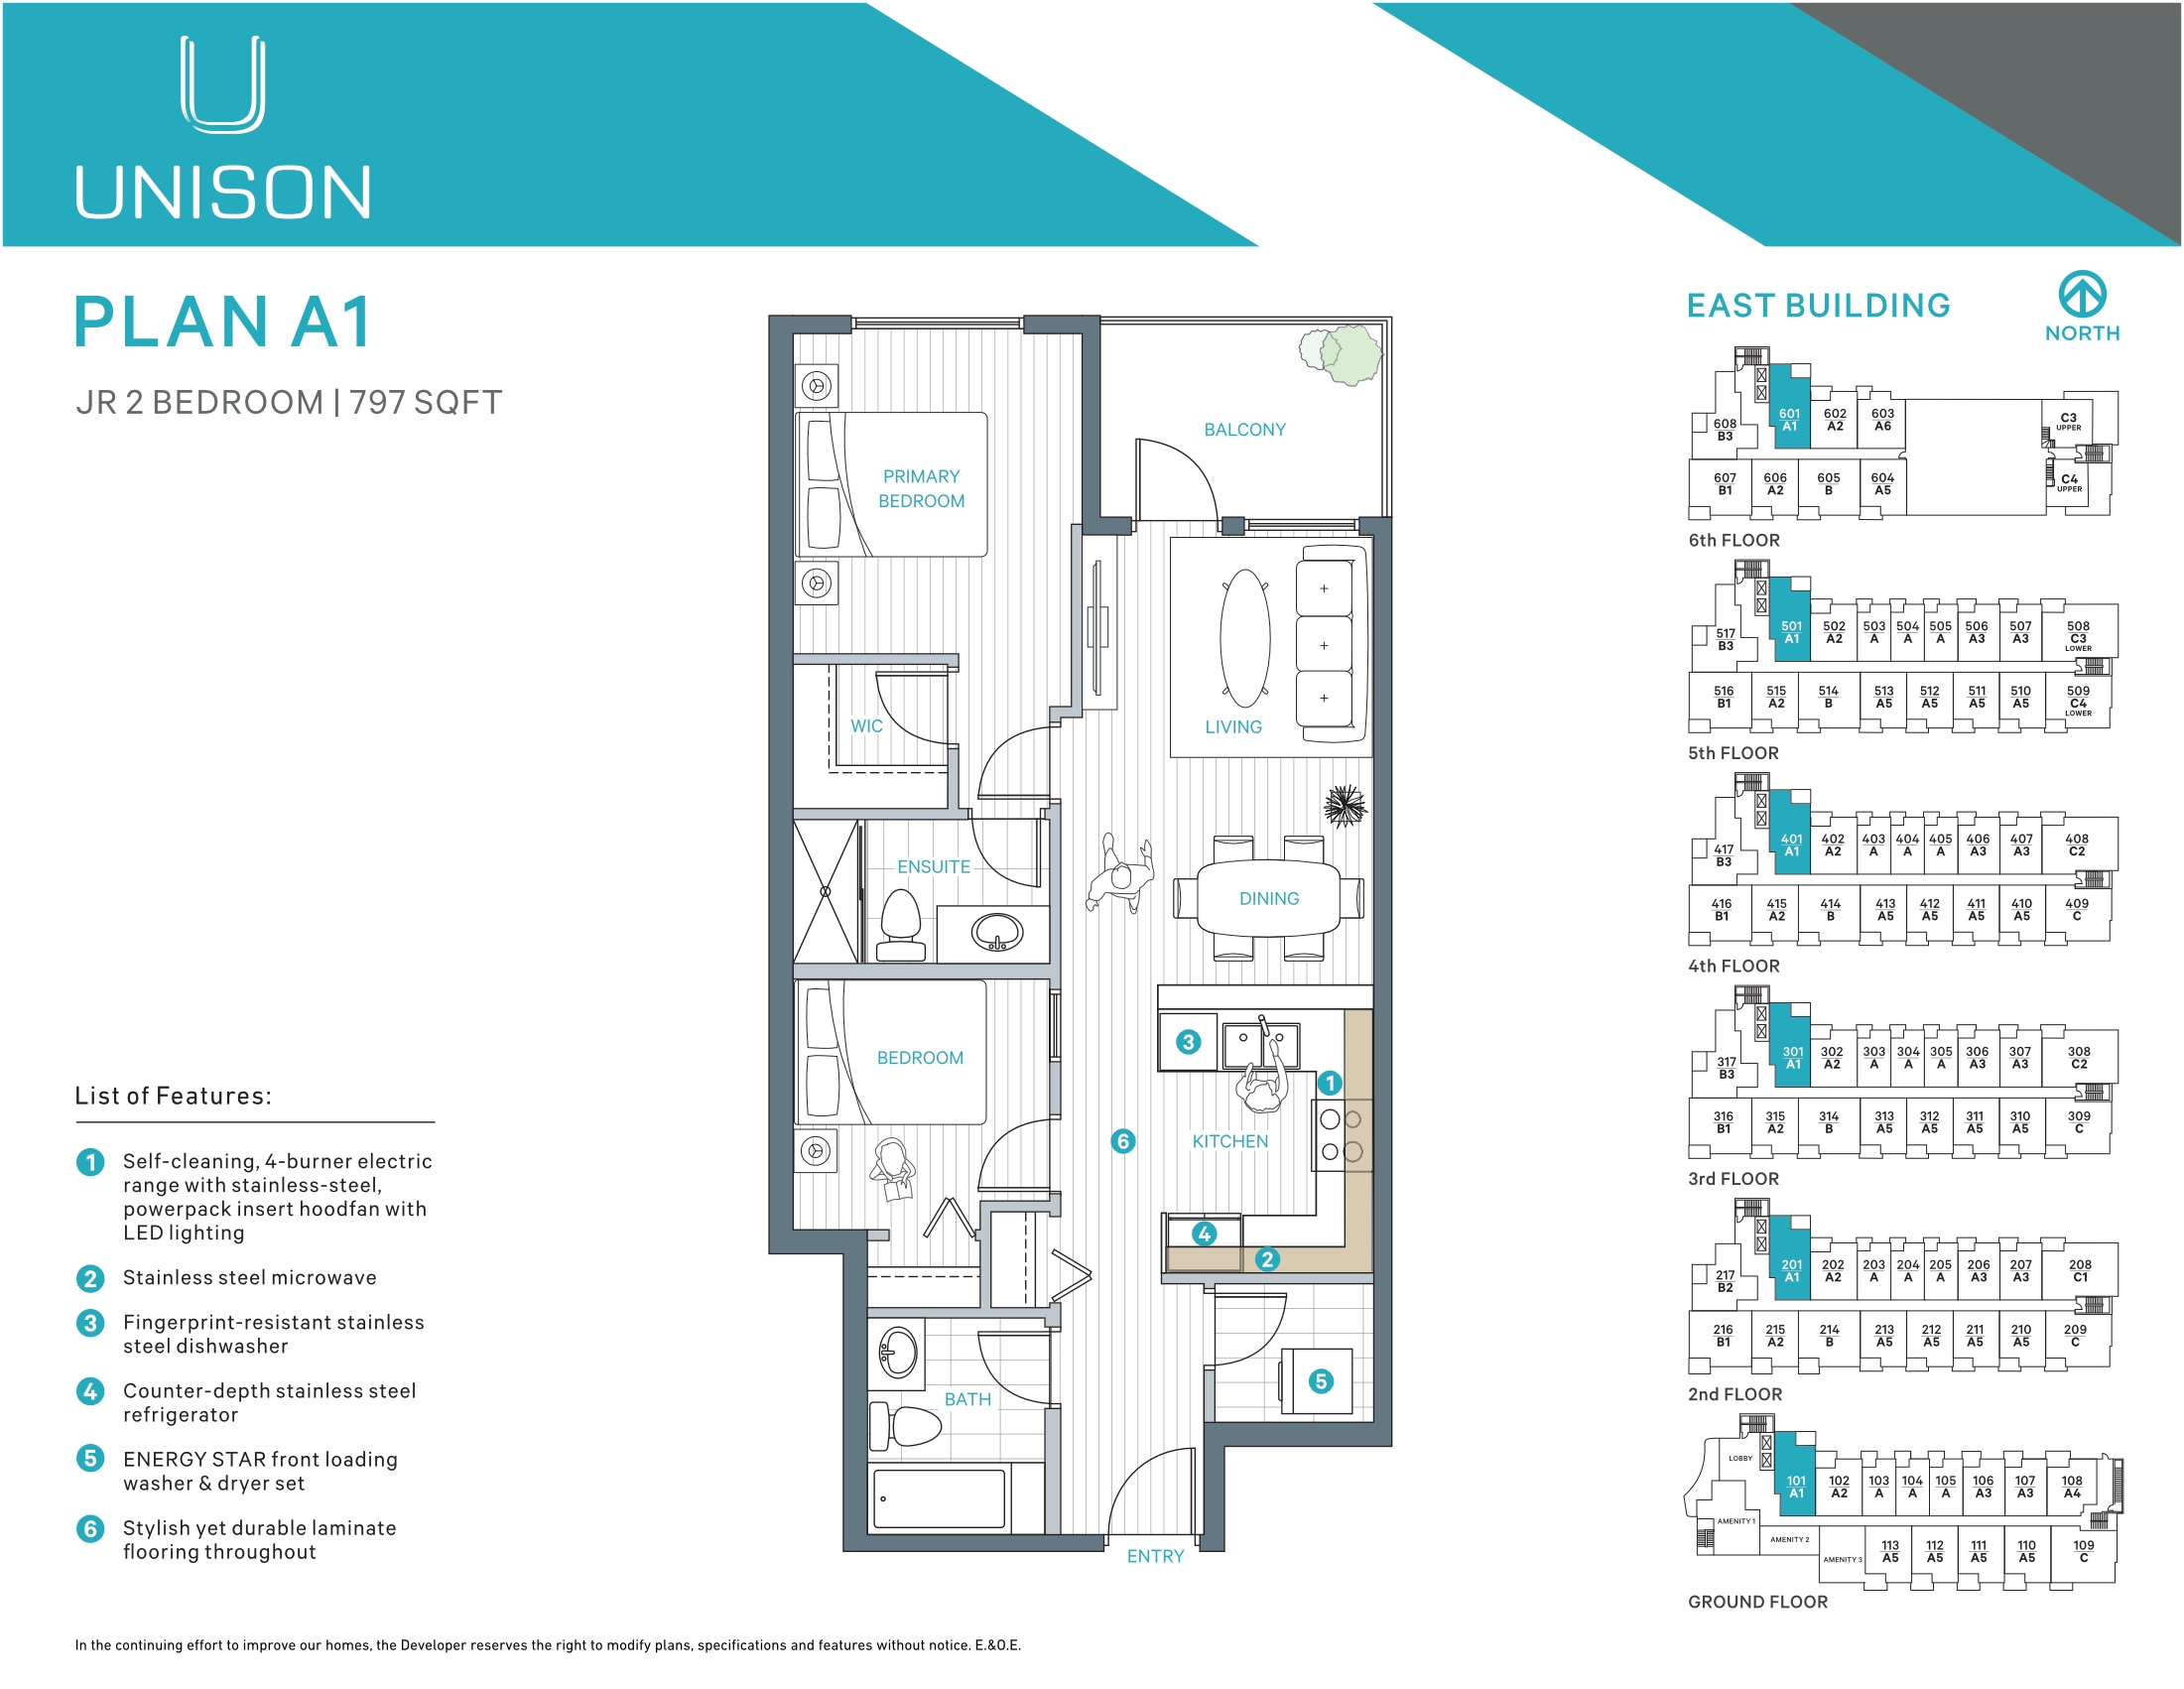 UNISON
PLAN A1
JR 2 BEDROOM | 797 SQFT
List of Features:
1 Self-cleaning, 4-burner electric
range with stainless-steel,
powerpack insert hoodfan with
LED lighting
2 Stainless steel microwave
3 Fingerprint-resistant stainless
steel dishwasher
4 Counter-depth stainless steel
refrigerator
5 ENERGY STAR front loading
washer & dryer set
6 Stylish yet durable laminate
flooring throughout
BALCONY
PRIMARY
BEDROOM
LIVING
WIC
ENSUITE
DINING
3
BEDROOM
1
6
KITCHEN
4
2
5
BATH
ENTRY
EAST BUILDING
NORTH
608 B3
601 A1
602 A2
603 A6
C3 UPPER
607 B1
606 A2
605 B
604 A5
C4 UPPER
6th FLOOR
517 B3
501 A1
502 A2
503 A
504 A
505 A
506 A3
507 A3
508 C3 LOWER
516 B1
515 A2
514 B
513 A5
512 A5
511 A5
510 A5
509 C4 LOWER
5th FLOOR
417 B3
401 A1
402 A2
403 A
404 A
405 A
406 A3
407 A3
408 C2
416 B1
415 A2
414 B
413 A5
412 A5
411 A5
410 A5
409 C
4th FLOOR
317 B3
301 A1
302 A2
303 A
304 A
305 A
306 A3
307 A3
308 C2
316 B1
315 A2
314 B
313 A5
312 A5
311 A5
310 A5
309 C
3rd FLOOR
217 B2
201 A1
202 A2
203 A
204 A
205 A
206 A3
207 A3
208 C1
216 B1
215 A2
214 B
213 A5
212 A5
211 A5
210 A5
209 C
2nd FLOOR
LOBBY
101 A1
102 A2
103 A
104 A
105 A
106 A3
107 A3
108 A4
AMENITY 1
AMENITY 2
AMENITY 3
113 A5
112 A5
111 A5
110 A5
109 C
GROUND FLOOR
In the continuing effort to improve our homes, the Developer reserves the right to modify plans, specifications and features without notice. E.&O.E.